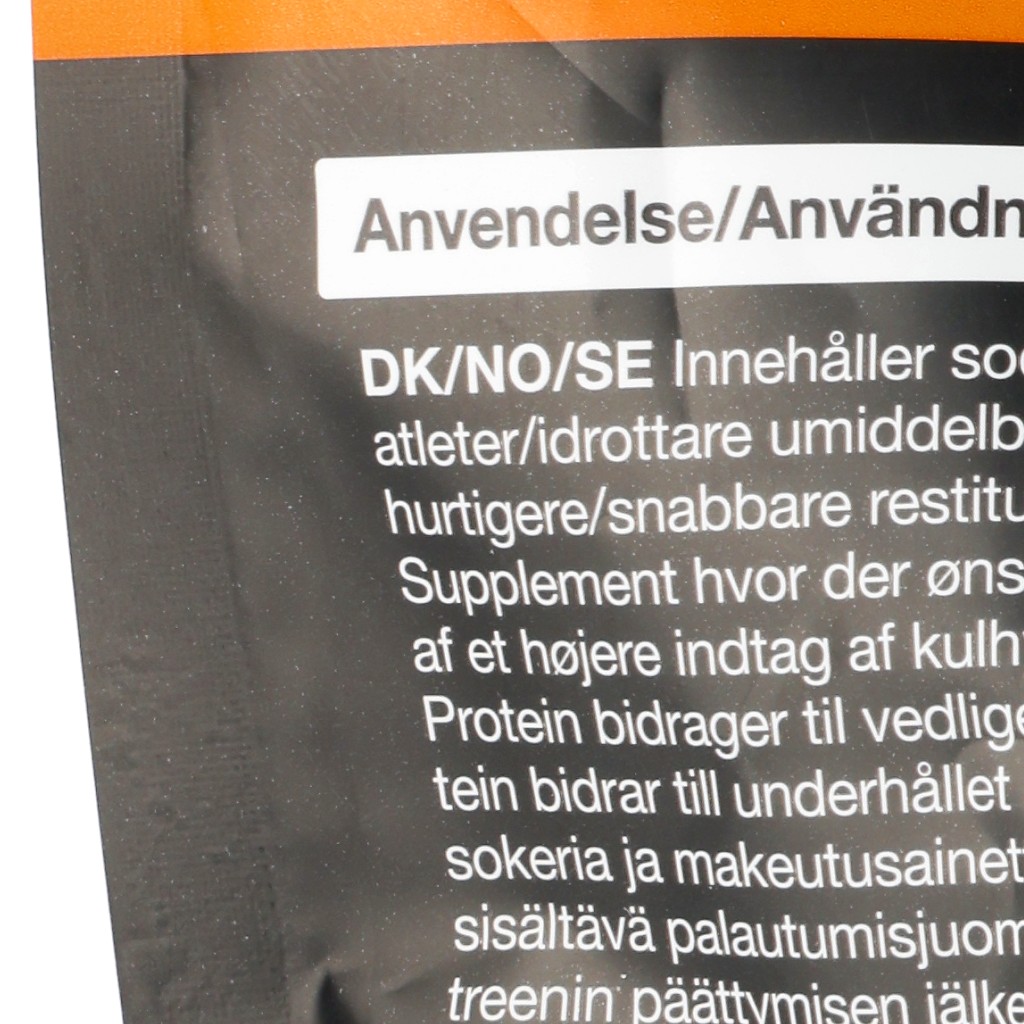 Anvendelse/Användn
DK/NO/SE Innehåller so
atleter/idrottare umiddelb
hurtigere/snabbare restitu
Supplement hvor der øns
af et højere indtag af kulh
Protein bidrager til vedlige
tein bidrar till underhållet
sokeria ja makeutusainet
sisältävä palautumisjuom
treenin päättymisen jälke